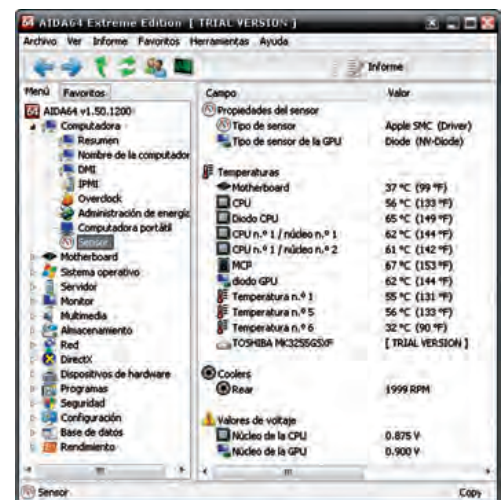 AIDA64 Extreme Edition [ TRIAL VERSION ]
Archivo Ver Informe Favoritos Herramientas Ayuda
Informe
Menú Favoritos
AIDA64 v1.50.1200
Computadora
Resumen
Nombre de la computador
DMI
IPMI
Overclock
Administración de energía
Computadora portátil
Sensor
Motherboard
Sistema operativo
Servidor
Monitor
Multimedia
Almacenamiento
Red
DirectX
Dispositivos de hardware
Programas
Seguridad
Configuración
Base de datos
Rendimiento
Campo Valor
Propiedades del sensor
Tipo de sensor Apple SMC (Driver)
Tipo de sensor de la GPU Diode (NV-Diode)
Temperaturas
Motherboard 37 °C (99 °F)
CPU 56 °C (133 °F)
Diodo CPU 65 °C (149 °F)
CPU n.º 1 / núcleo n.º 1 62 °C (144 °F)
CPU n.º 1 / núcleo n.º 2 61 °C (142 °F)
MCP 67 °C (153 °F)
diodo GPU 62 °C (144 °F)
Temperatura n.º 1 55 °C (131 °F)
Temperatura n.º 5 56 °C (133 °F)
Temperatura n.º 6 32 °C (90 °F)
TOSHIBA MK3255GSXF [ TRIAL VERSION ]
Coolers
Rear 1999 RPM
Valores de voltaje
Núcleo de la CPU 0.875 V
Núcleo de la GPU 0.900 V
Sensor Copy